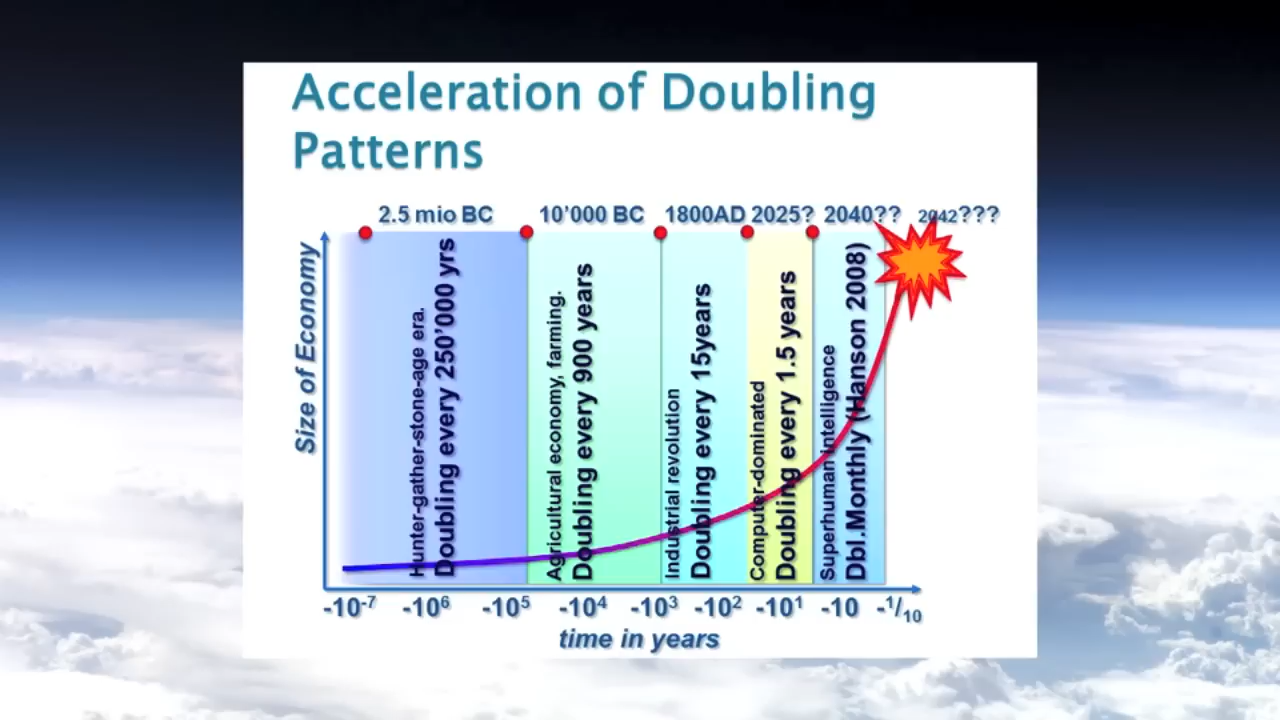 Acceleration of Doubling
Patterns
2.5 mio BC
10'000 BC
1800AD
2025?
2040??
2042???
Size of Economy
Hunter-gather-stone-age era.
Doubling every 250'000 yrs
Agricultural economy, farming.
Doubling every 900 years
Industrial revolution
Doubling every 15years
Computer-dominated
Doubling every 1.5 years
Superhuman intelligence
Dbl.Monthly (Hanson 2008)
-10⁻⁷ -10⁶ -10⁵ -10⁴ -10³ -10² -10¹ -10 -¹/₁₀
time in years